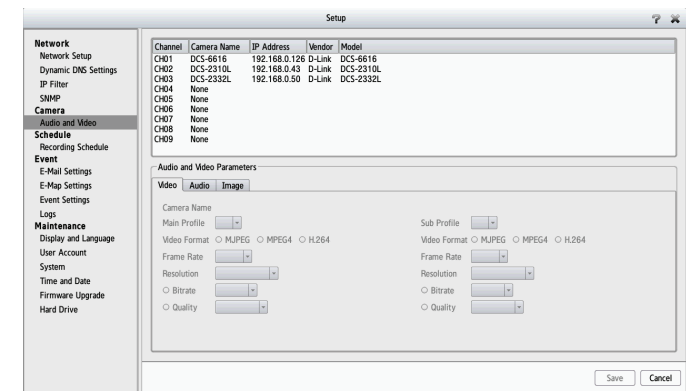 Setup
Network
Network Setup
Dynamic DNS Settings
IP Filter
SNMP
Camera
Audio and Video
Schedule
Recording Schedule
Event
E-Mail Settings
E-Map Settings
Event Settings
Logs
Maintenance
Display and Language
User Account
System
Time and Date
Firmware Upgrade
Hard Drive
Channel Camera Name IP Address Vendor Model
CH01 DCS-6616 192.168.0.126 D-Link DCS-6616
CH02 DCS-2310L 192.168.0.43 D-Link DCS-2310L
CH03 DCS-2332L 192.168.0.50 D-Link DCS-2332L
CH04 None
CH05 None
CH06 None
CH07 None
CH08 None
CH09 None
Audio and Video Parameters
Video Audio Image
Camera Name
Main Profile Sub Profile
Video Format MJPEG MPEG4 H.264 Video Format MJPEG MPEG4 H.264
Frame Rate Frame Rate
Resolution Resolution
Bitrate Bitrate
Quality Quality
Save Cancel